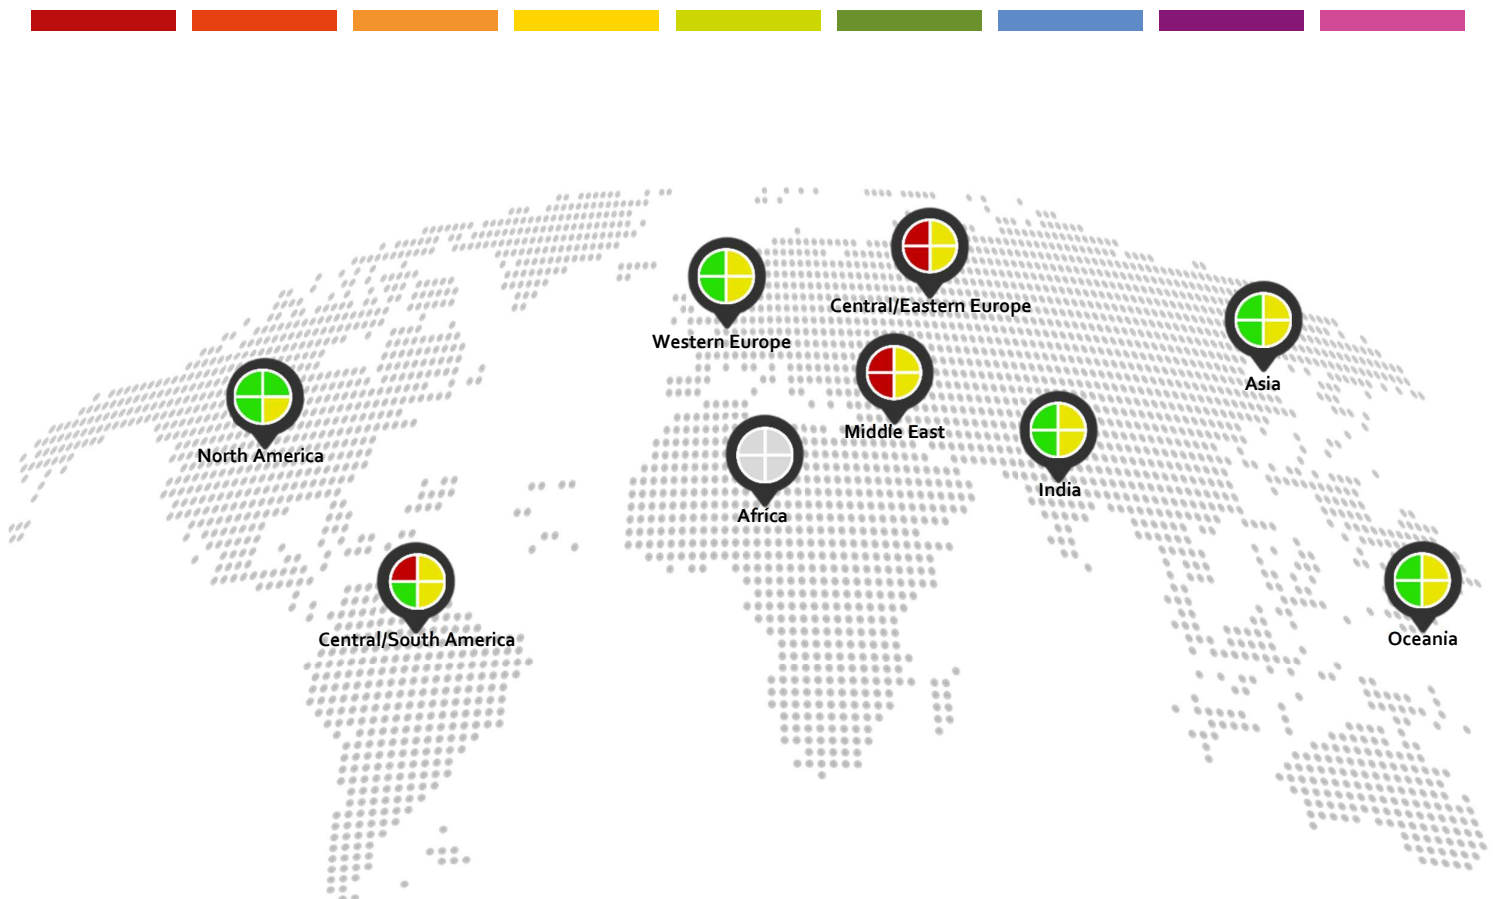 Central/Eastern Europe
Western Europe
Asia
Middle East
North America
India
Africa
Central/South America
Oceania